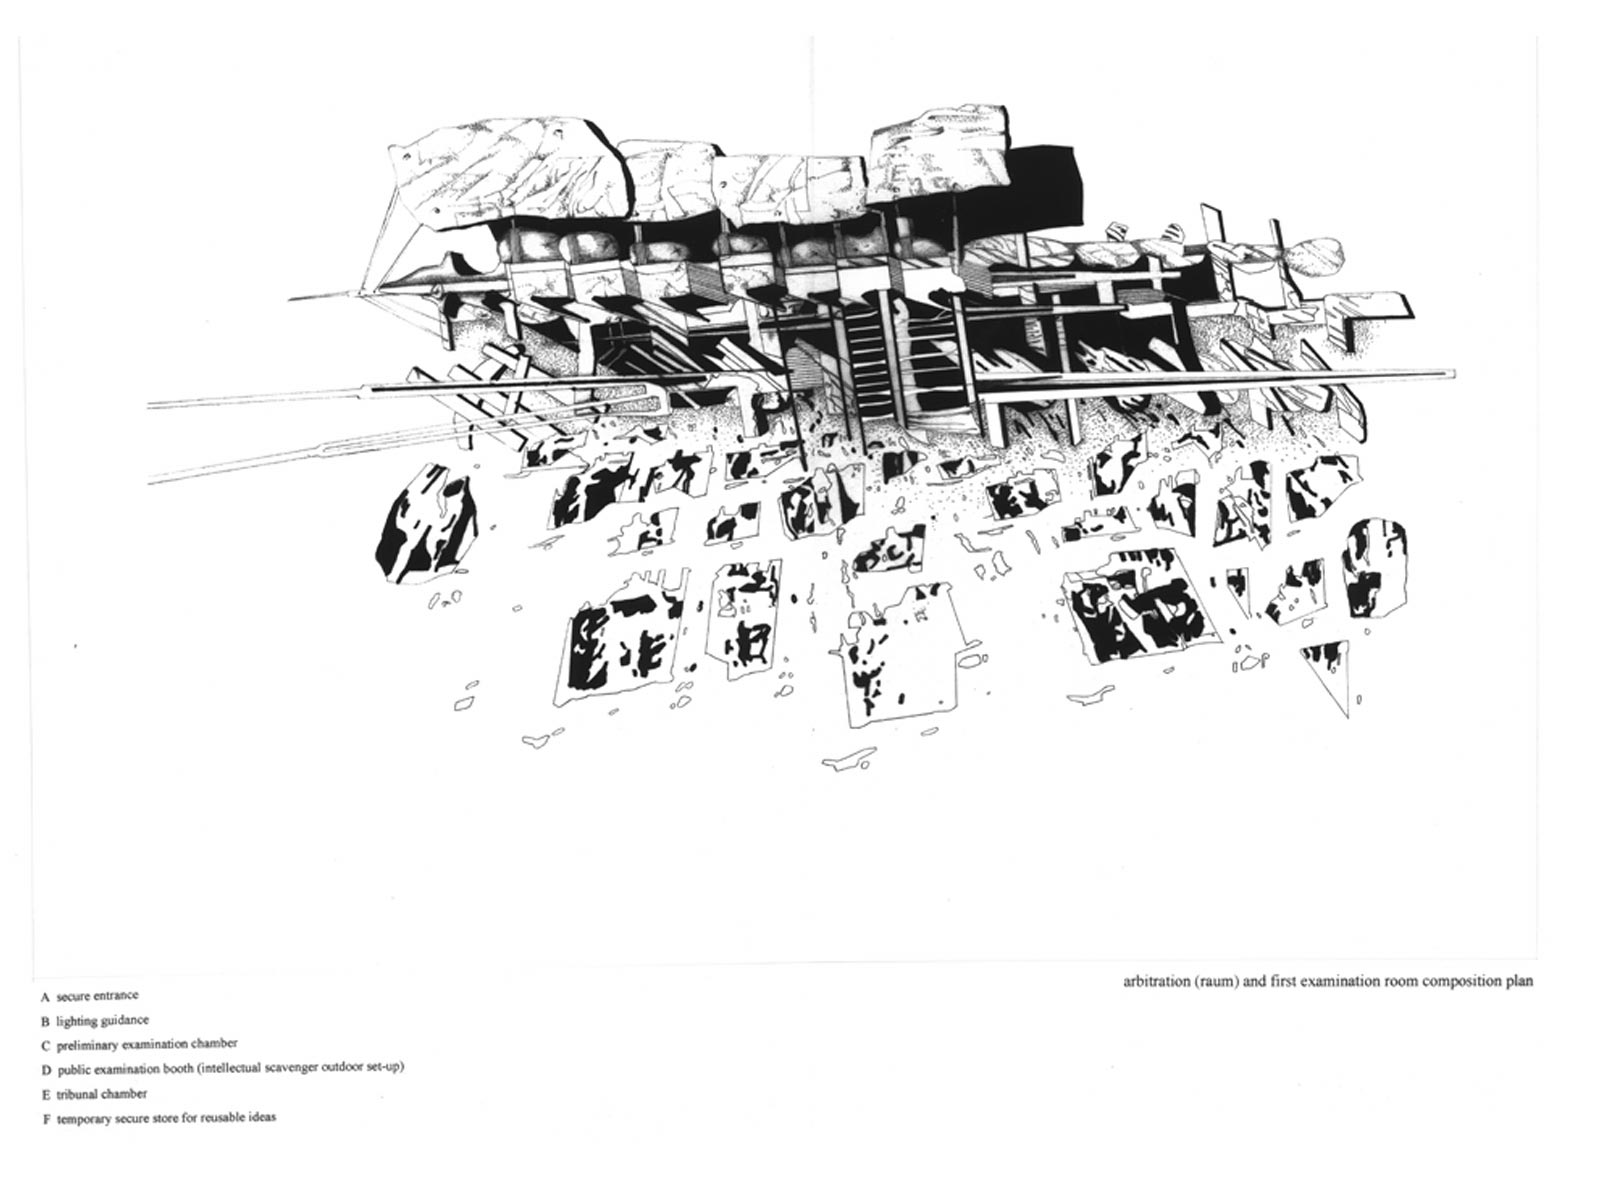 arbitration (raum) and first examination room composition plan
A secure entrance
B lighting guidance
C preliminary examination chamber
D public examination booth (intellectual scavenger outdoor set-up)
E tribunal chamber
F temporary secure store for reusable ideas